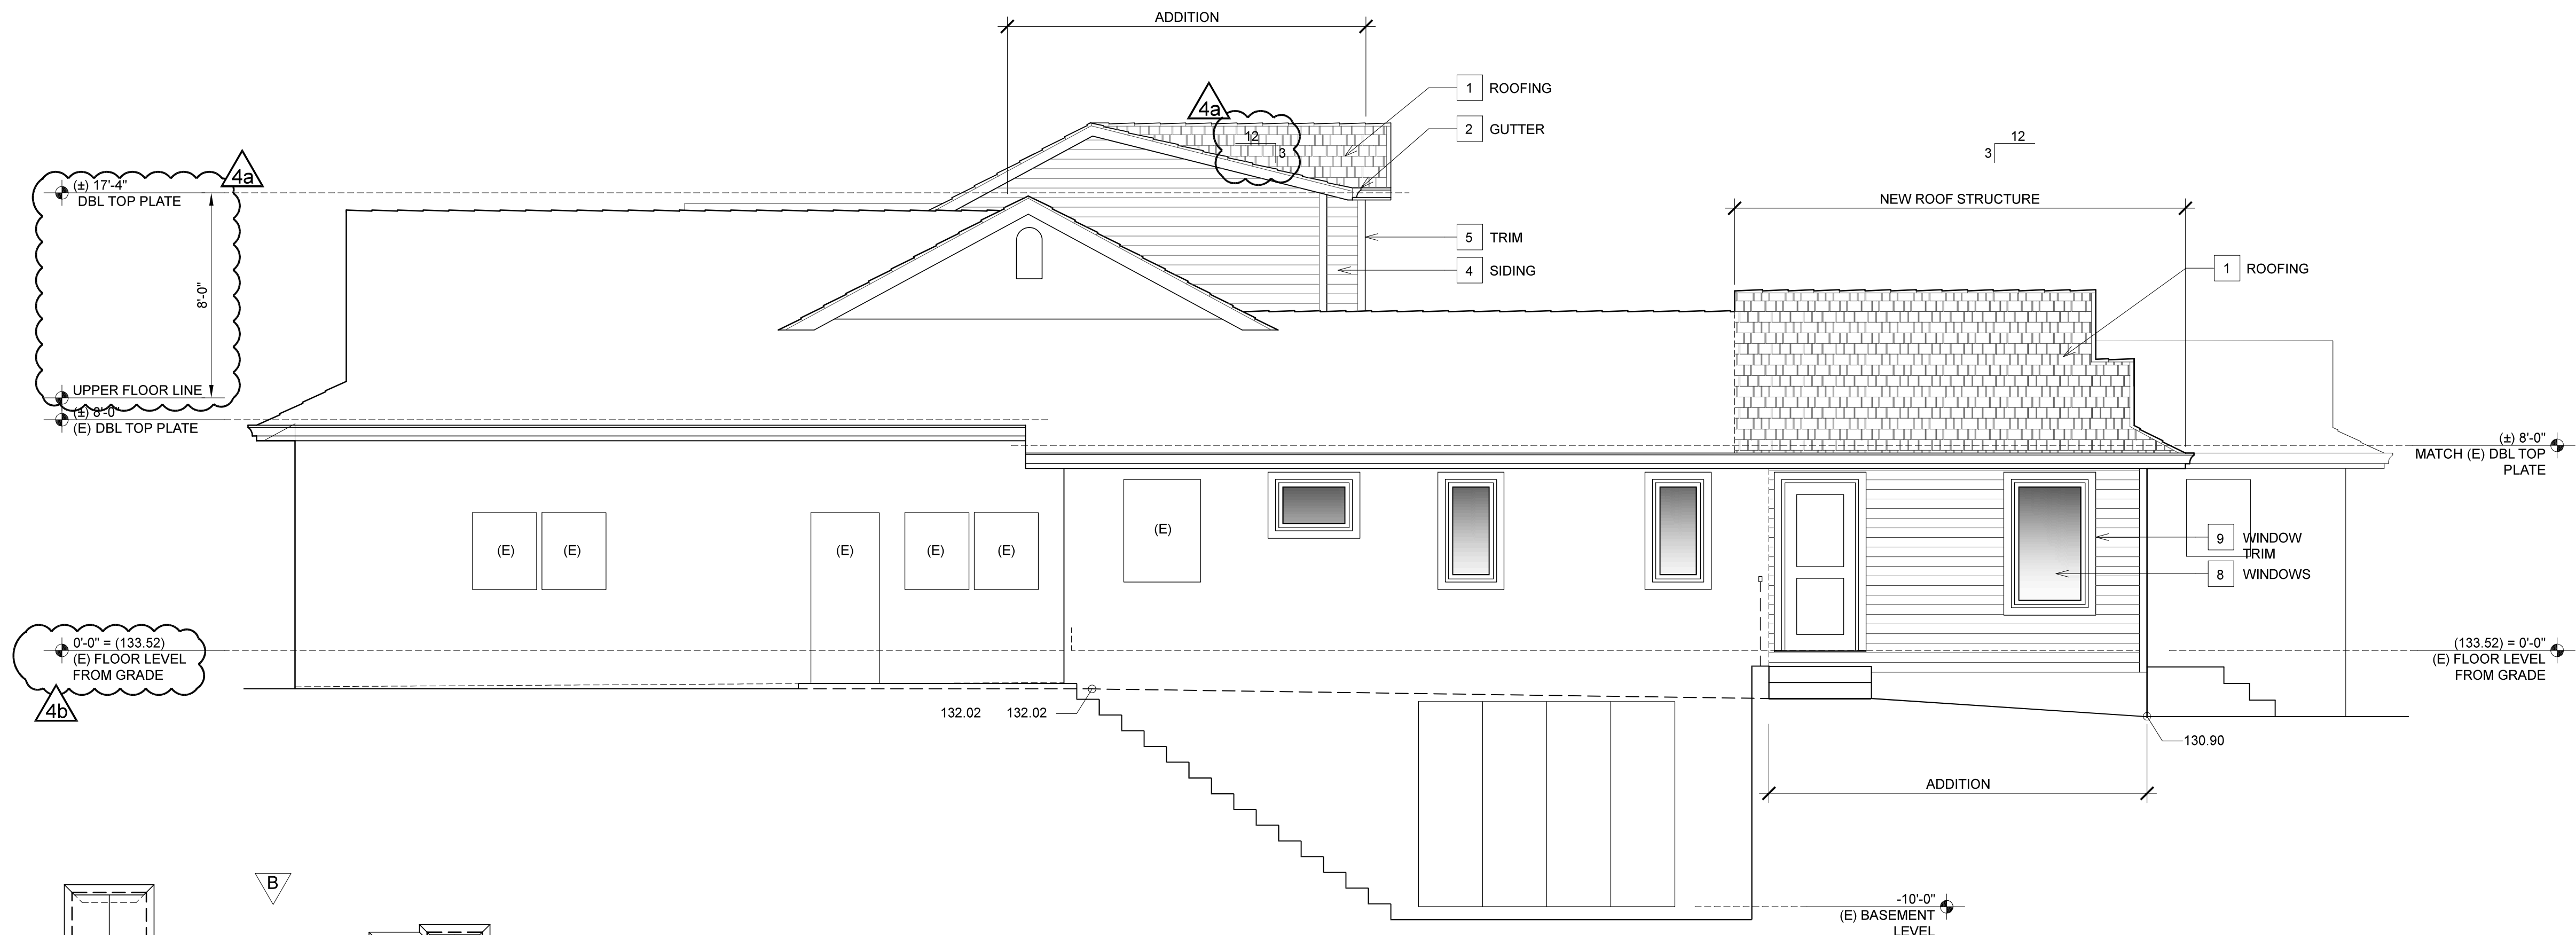 ADDITION
4a
1 ROOFING
2 GUTTER
12
3
12
3
4a
(±) 17'-4"
DBL TOP PLATE
NEW ROOF STRUCTURE
5 TRIM
4 SIDING
1 ROOFING
8'-0"
UPPER FLOOR LINE
(±) 8'-0"
(E) DBL TOP PLATE
(±) 8'-0"
MATCH (E) DBL TOP
PLATE
(E)
(E)
(E)
(E)
(E)
(E)
9 WINDOW
TRIM
8 WINDOWS
0'-0" = (133.52)
(E) FLOOR LEVEL
FROM GRADE
4b
(133.52) = 0'-0"
(E) FLOOR LEVEL
FROM GRADE
132.02
132.02
130.90
ADDITION
B
-10'-0"
(E) BASEMENT
LEVEL